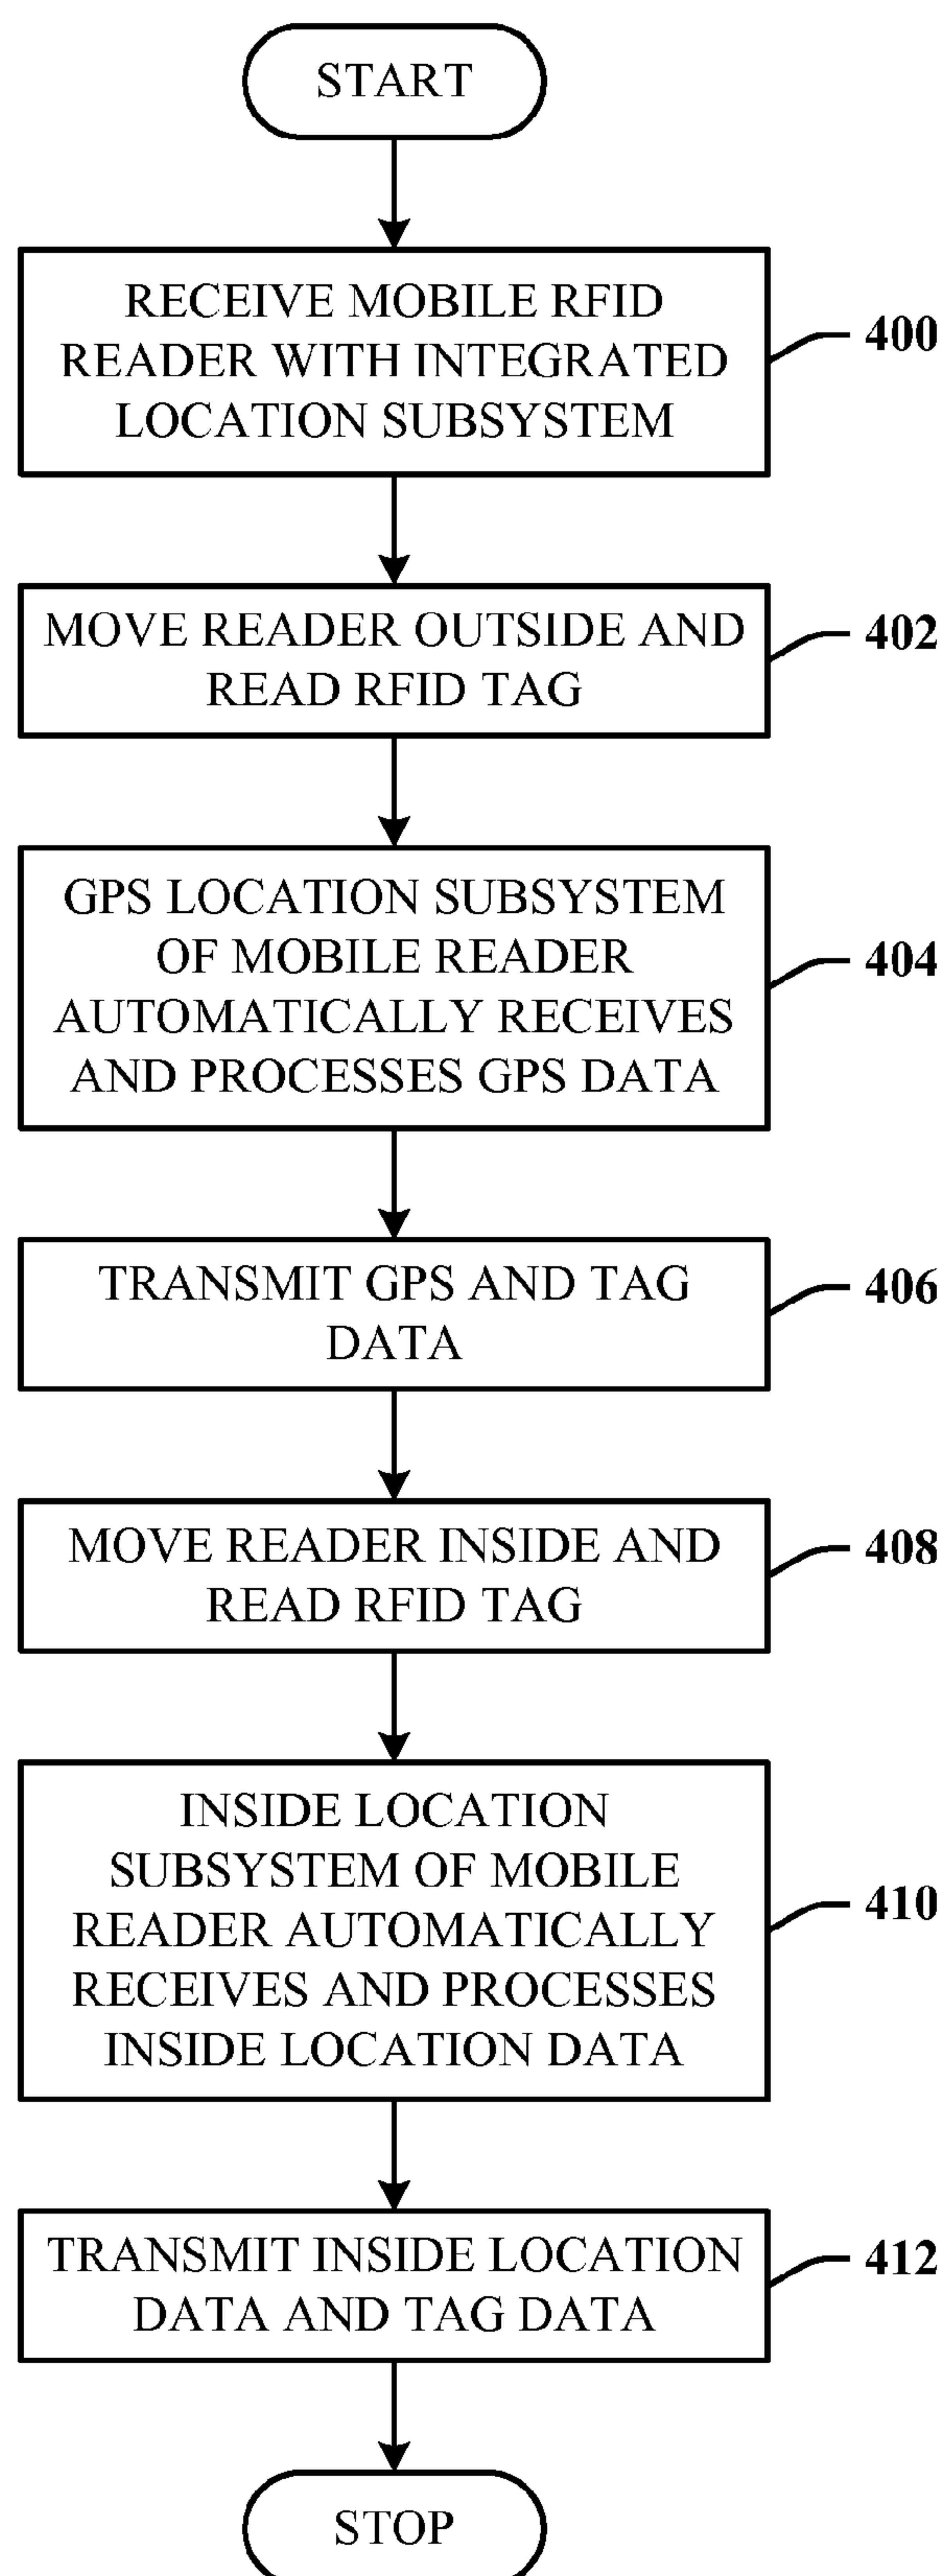 START
RECEIVE MOBILE RFID
READER WITH INTEGRATED
LOCATION SUBSYSTEM
400
MOVE READER OUTSIDE AND
READ RFID TAG
402
GPS LOCATION SUBSYSTEM
OF MOBILE READER
AUTOMATICALLY RECEIVES
AND PROCESSES GPS DATA
404
TRANSMIT GPS AND TAG
DATA
406
MOVE READER INSIDE AND
READ RFID TAG
408
INSIDE LOCATION
SUBSYSTEM OF MOBILE
READER AUTOMATICALLY
RECEIVES AND PROCESSES
INSIDE LOCATION DATA
410
TRANSMIT INSIDE LOCATION
DATA AND TAG DATA
412
STOP